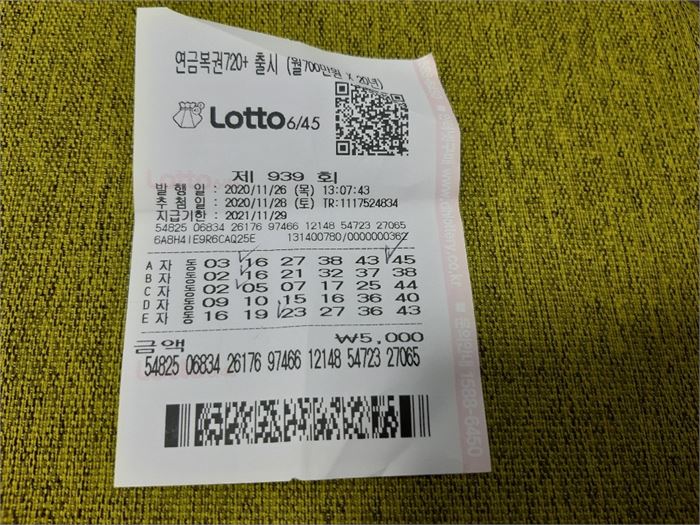 연금복권720+ 출시 (월700만원 X 20년)
Lotto 6/45
제 939 회
발 행 일 : 2020/11/26 (목) 13:07:43
추 첨 일 : 2020/11/28 (토) TR:1117524834
지급기한 : 2021/11/29
54825 06834 26176 97466 12148 54723 27065
131400780/0000000362
A 자 동 03 16 27 38 43 45
B 자 동 02 16 21 32 37 38
C 자 동 02 05 07 17 25 44
D 자 동 09 10 15 16 36 40
E 자 동 16 19 23 27 36 43
금액 ₩5,000
54825 06834 26176 97466 12148 54723 27065
1588-6450